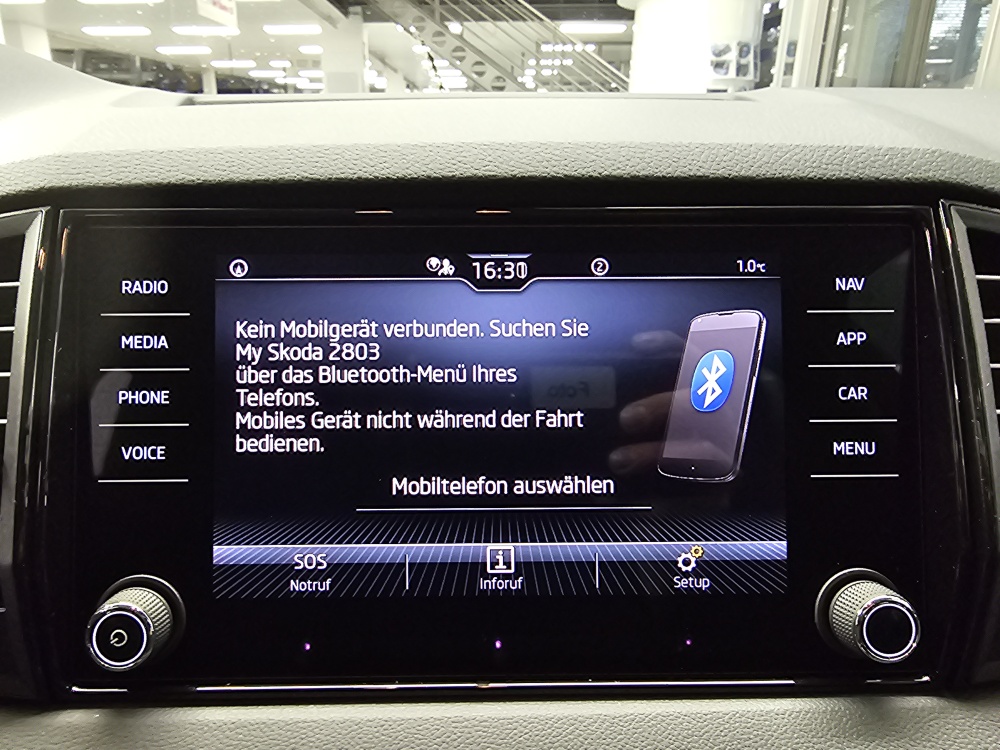 16:30
2
1.0°C
RADIO
MEDIA
PHONE
VOICE
Kein Mobilgerät verbunden. Suchen Sie
My Skoda 2803
über das Bluetooth-Menü Ihres
Telefons.
Mobiles Gerät nicht während der Fahrt
bedienen.
Mobiltelefon auswählen
SOS
Notruf
i
Inforuf
Setup
NAV
APP
CAR
MENU